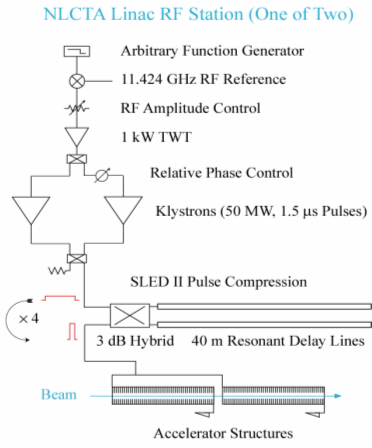 NLCTA Linac RF Station (One of Two)
Arbitrary Function Generator
11.424 GHz RF Reference
RF Amplitude Control
1 kW TWT
Relative Phase Control
Klystrons (50 MW, 1.5 μs Pulses)
SLED II Pulse Compression
× 4
3 dB Hybrid 40 m Resonant Delay Lines
Beam
Accelerator Structures